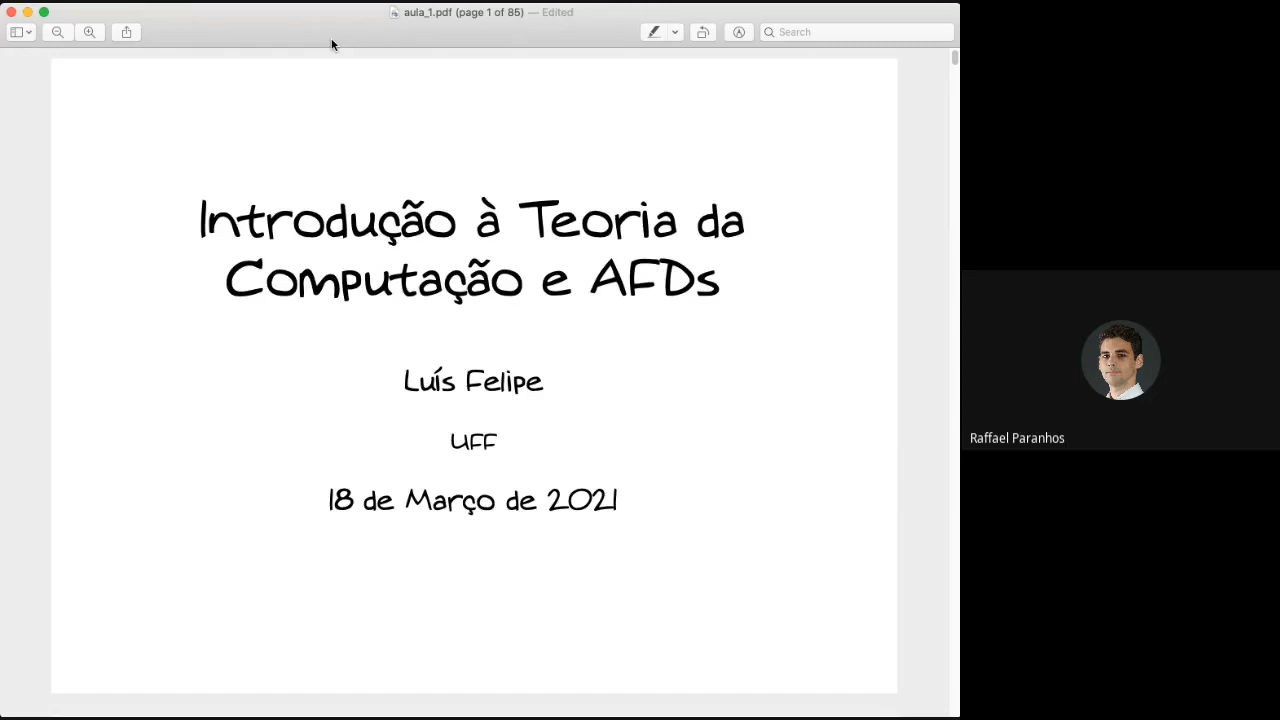 aula_1.pdf (page 1 of 85) — Edited
Search
Introdução à Teoria da
Computação e AFDs
Luís Felipe
UFF
18 de Março de 2021
Raffael Paranhos